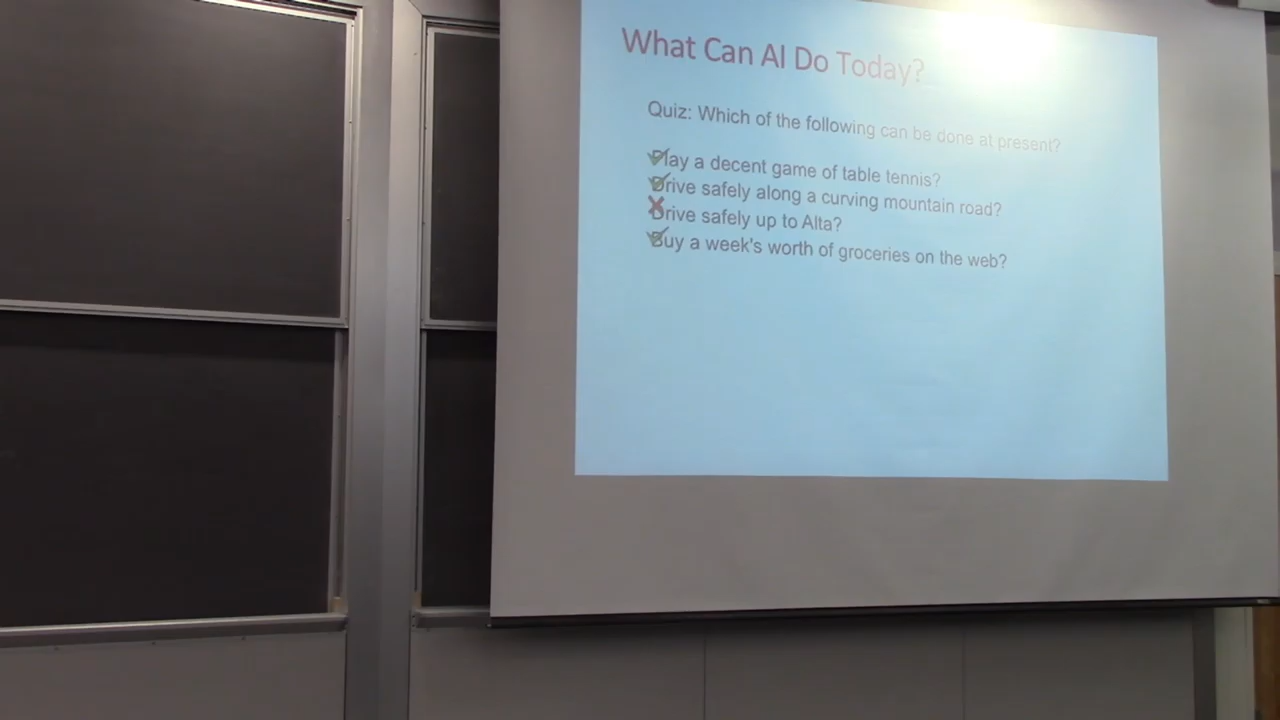 What Can AI Do Today?
Quiz: Which of the following can be done at present?
Play a decent game of table tennis?
Drive safely along a curving mountain road?
Drive safely up to Alta?
Buy a week's worth of groceries on the web?